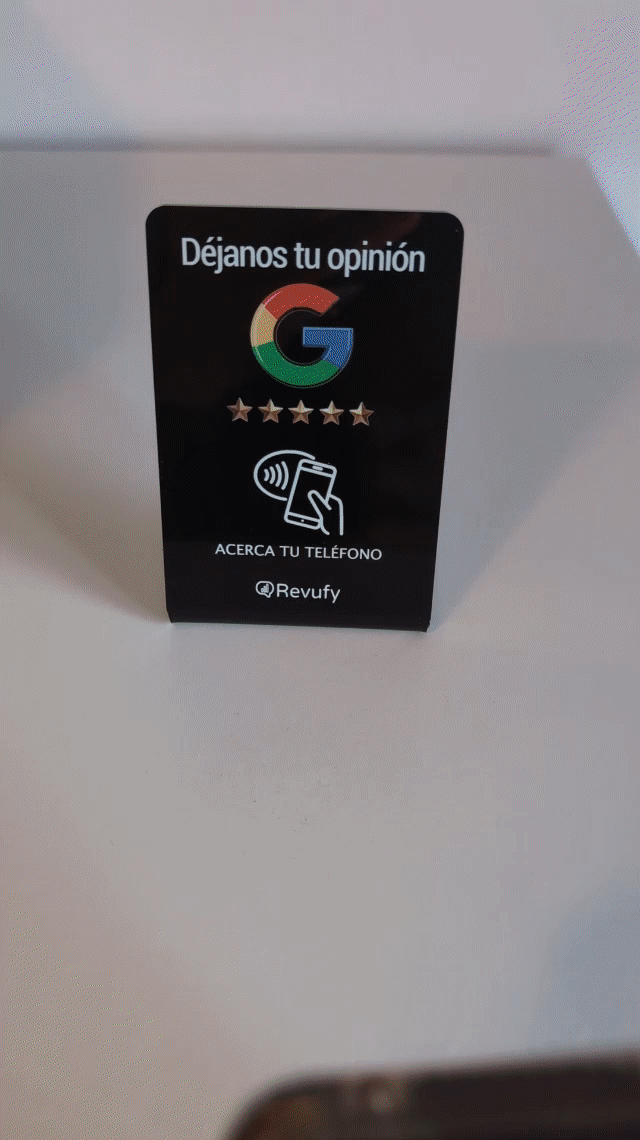 Déjanos tu opinión
ACERCA TU TELÉFONO
Revufy